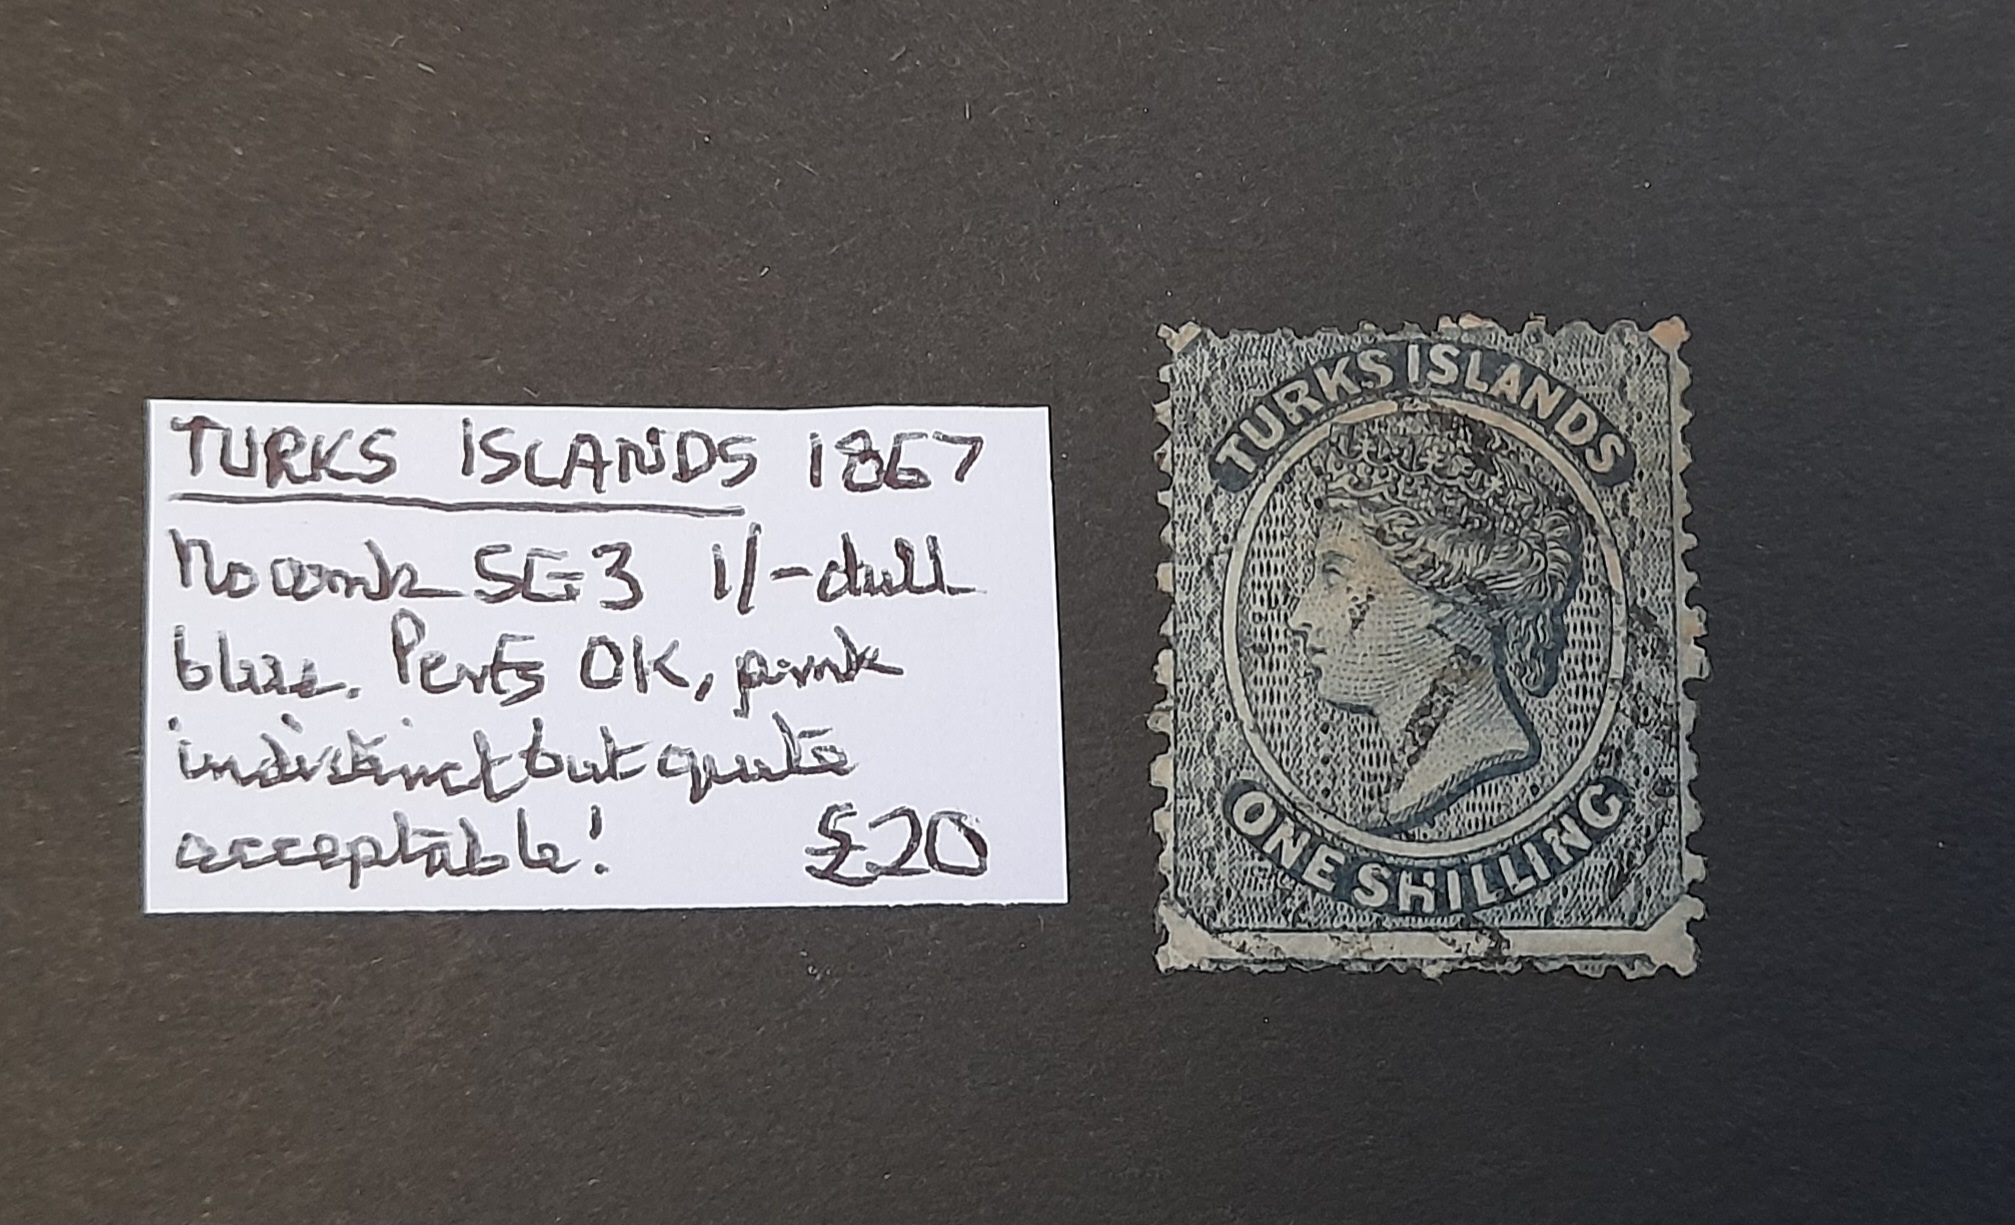 TURKS ISLANDS 1867
No wmk SG3 1/- dull
blue. Perfs OK, pmk
indistinct but quite
acceptable! £20
TURKS ISLANDS
ONE SHILLING